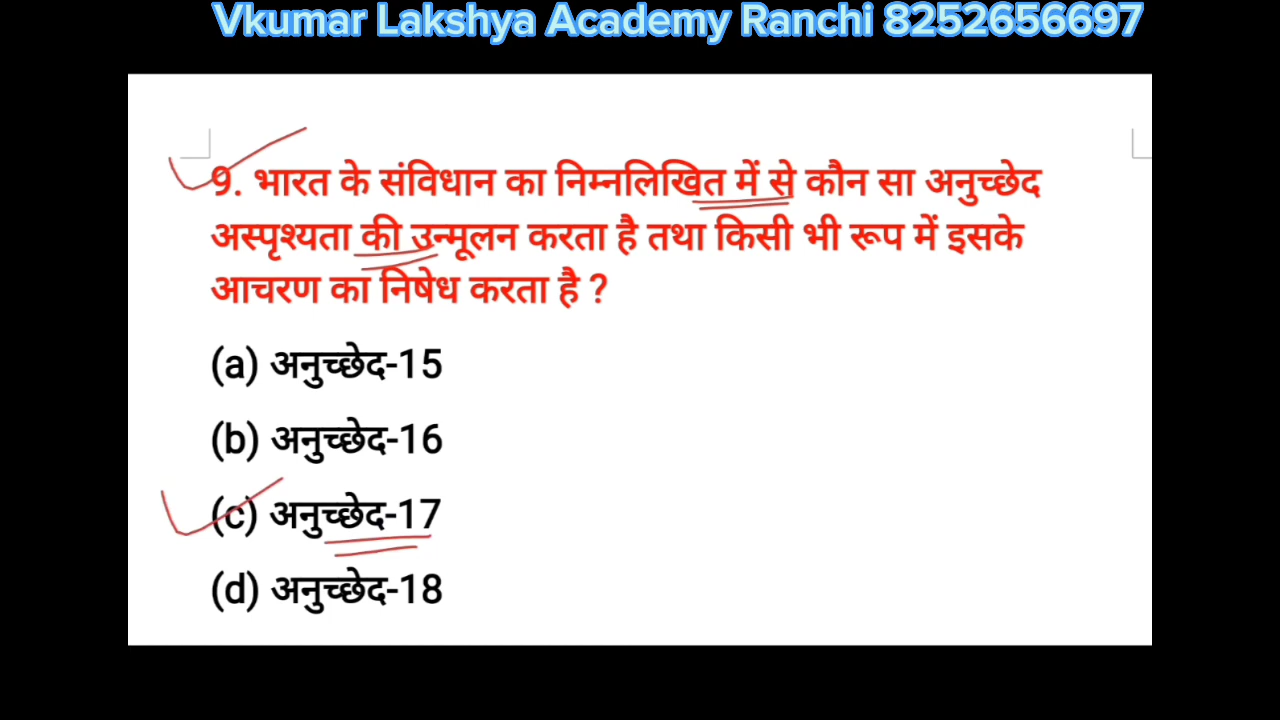 Vkumar Lakshya Academy Ranchi 8252656697
9. भारत के संविधान का निम्नलिखित में से कौन सा अनुच्छेद
अस्पृश्यता की उन्मूलन करता है तथा किसी भी रूप में इसके
आचरण का निषेध करता है ?
(a) अनुच्छेद-15
(b) अनुच्छेद-16
(c) अनुच्छेद-17
(d) अनुच्छेद-18